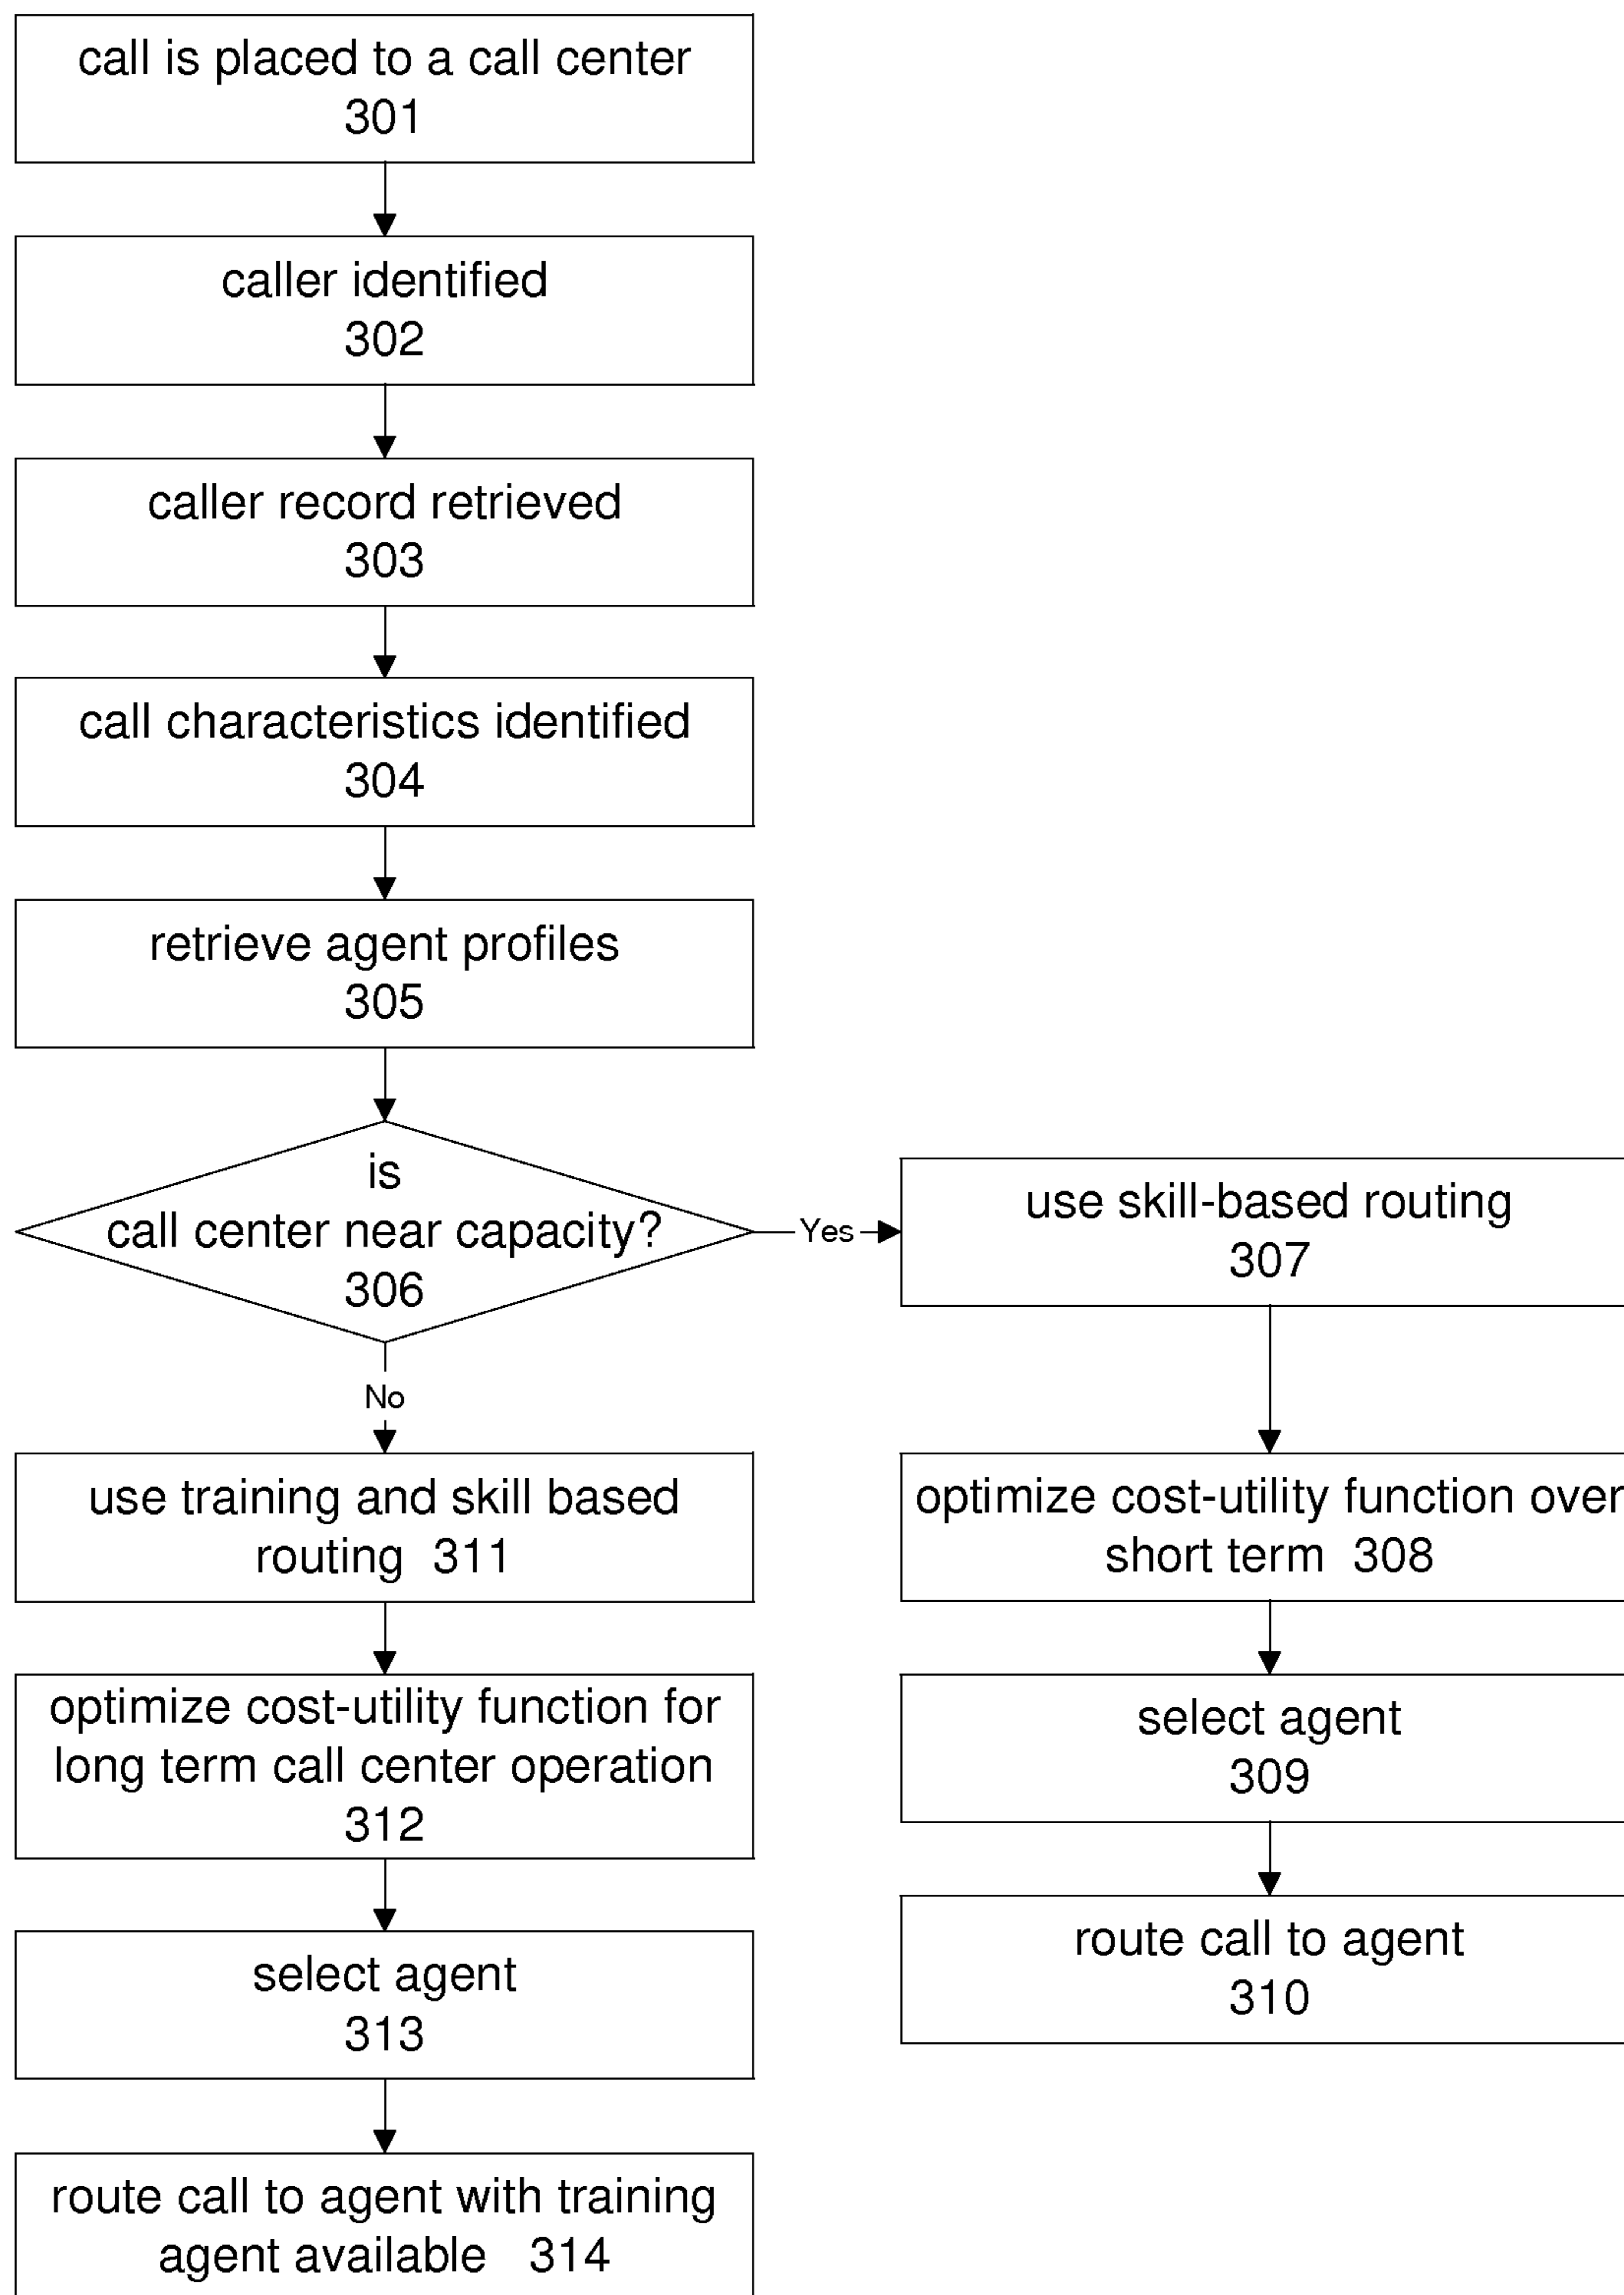 call is placed to a call center
301
caller identified
302
caller record retrieved
303
call characteristics identified
304
retrieve agent profiles
305
is
call center near capacity?
306
Yes
use skill-based routing
307
No
use training and skill based
routing 311
optimize cost-utility function over
short term 308
optimize cost-utility function for
long term call center operation
312
select agent
309
select agent
313
route call to agent
310
route call to agent with training
agent available 314